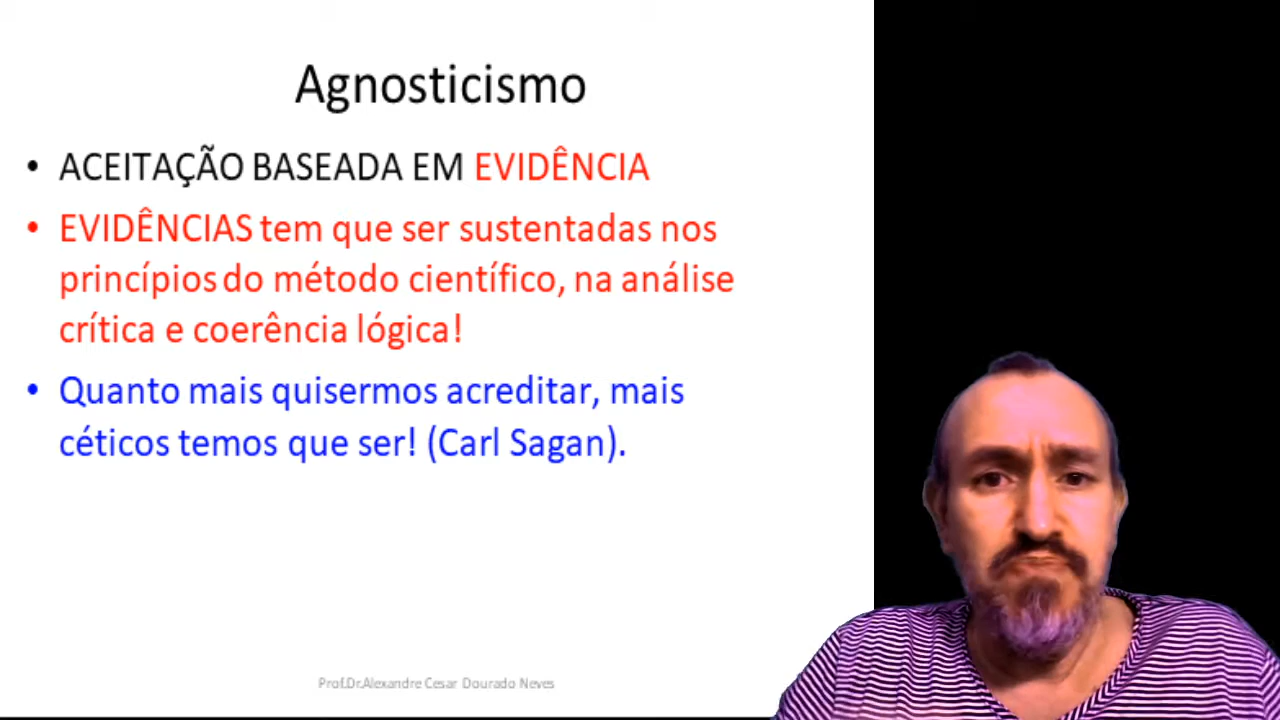 Agnosticismo
• ACEITAÇÃO BASEADA EM EVIDÊNCIA
• EVIDÊNCIAS tem que ser sustentadas nos
princípios do método científico, na análise
crítica e coerência lógica!
• Quanto mais quisermos acreditar, mais
céticos temos que ser! (Carl Sagan).
Prof.Dr.Alexandre Cesar Dourado Neves